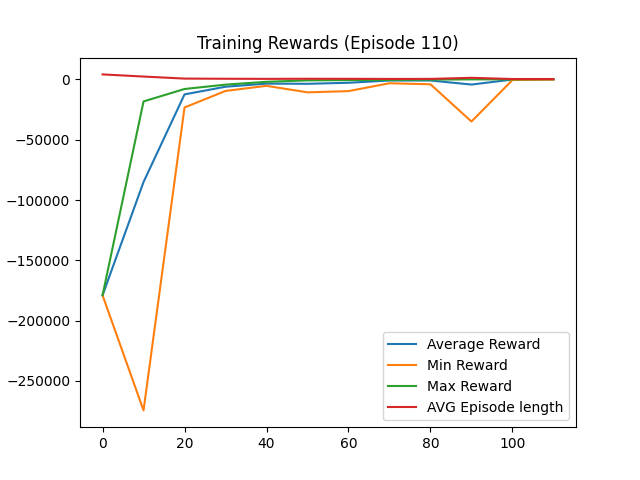 Training Rewards (Episode 110)
0
−50000
−100000
−150000
−200000
−250000
Average Reward
Min Reward
Max Reward
AVG Episode length
0 20 40 60 80 100